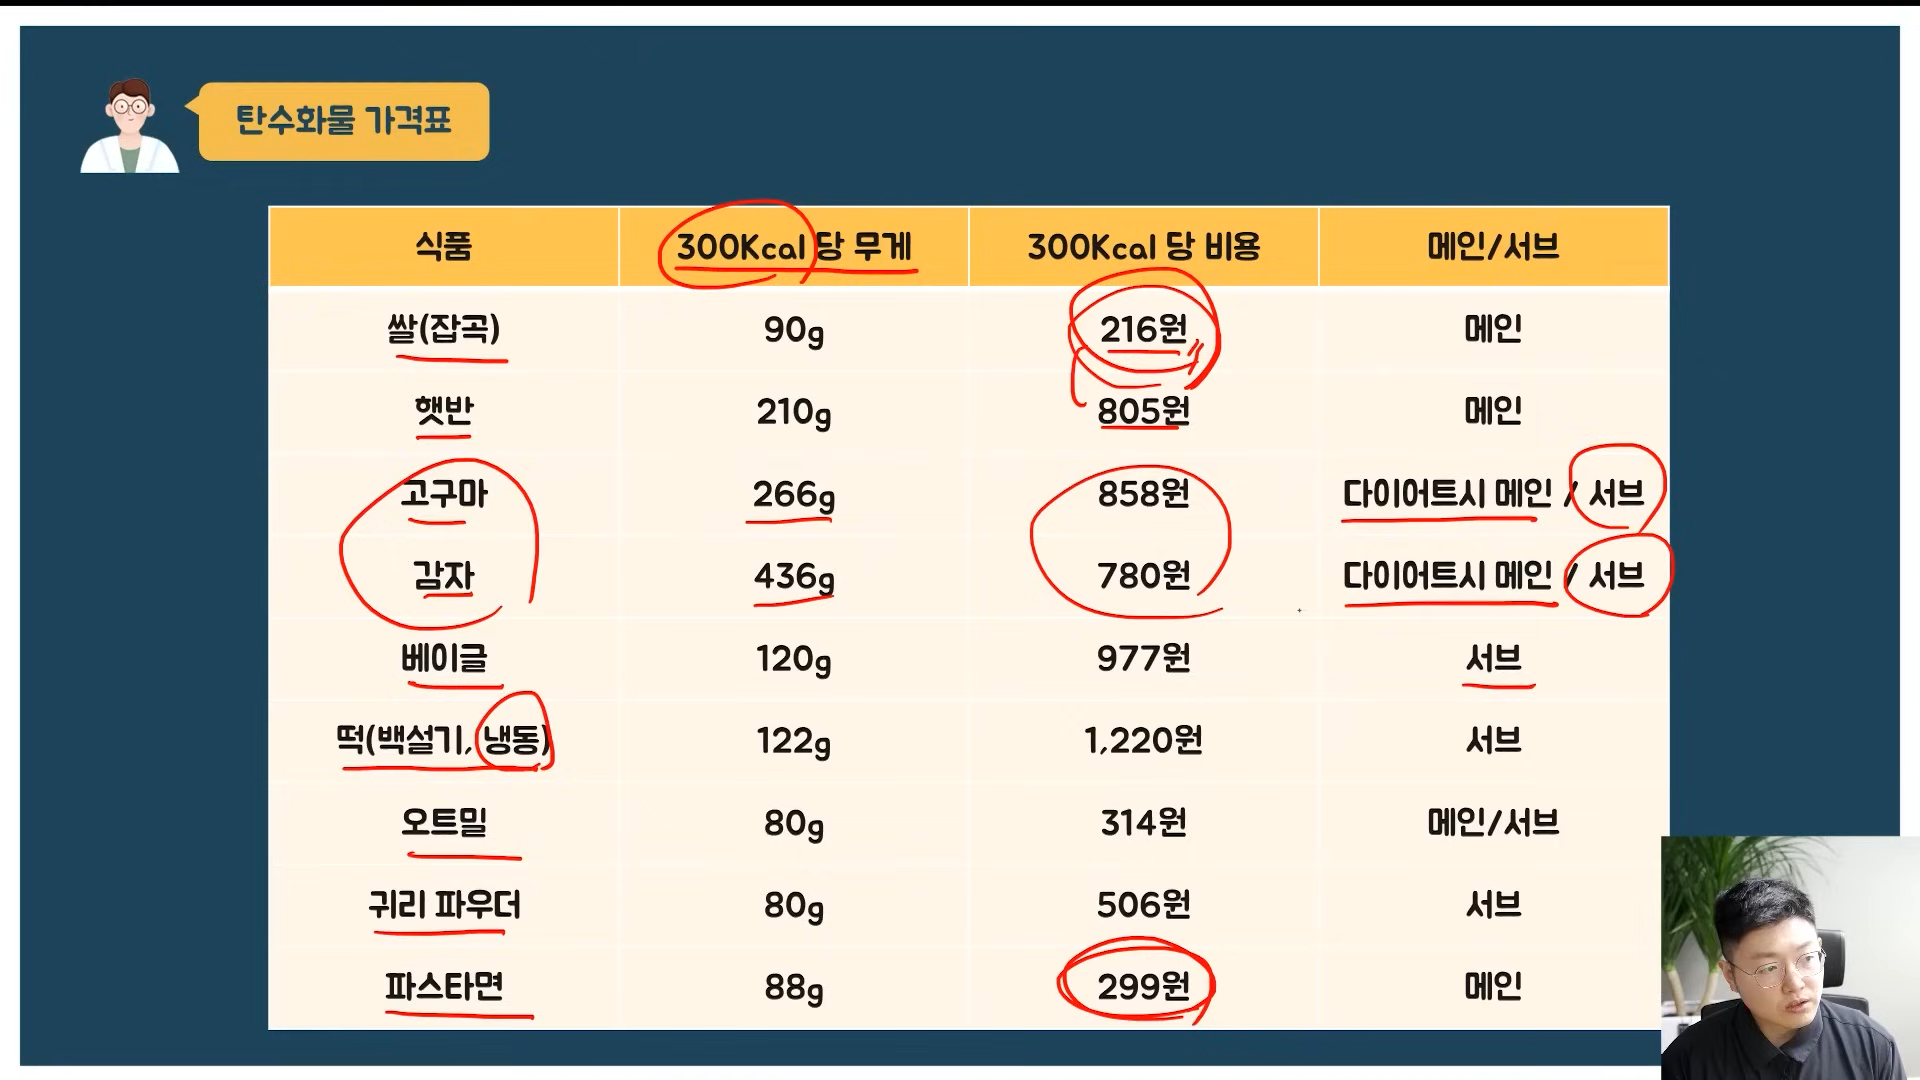 탄수화물 가격표
식품 300Kcal 당 무게 300Kcal 당 비용 메인/서브
쌀(잡곡) 90g 216원 메인
햇반 210g 805원 메인
고구마 266g 858원 다이어트시 메인 / 서브
감자 436g 780원 다이어트시 메인 / 서브
베이글 120g 977원 서브
떡(백설기, 냉동) 122g 1,220원 서브
오트밀 80g 314원 메인/서브
귀리 파우더 80g 506원 서브
파스타면 88g 299원 메인